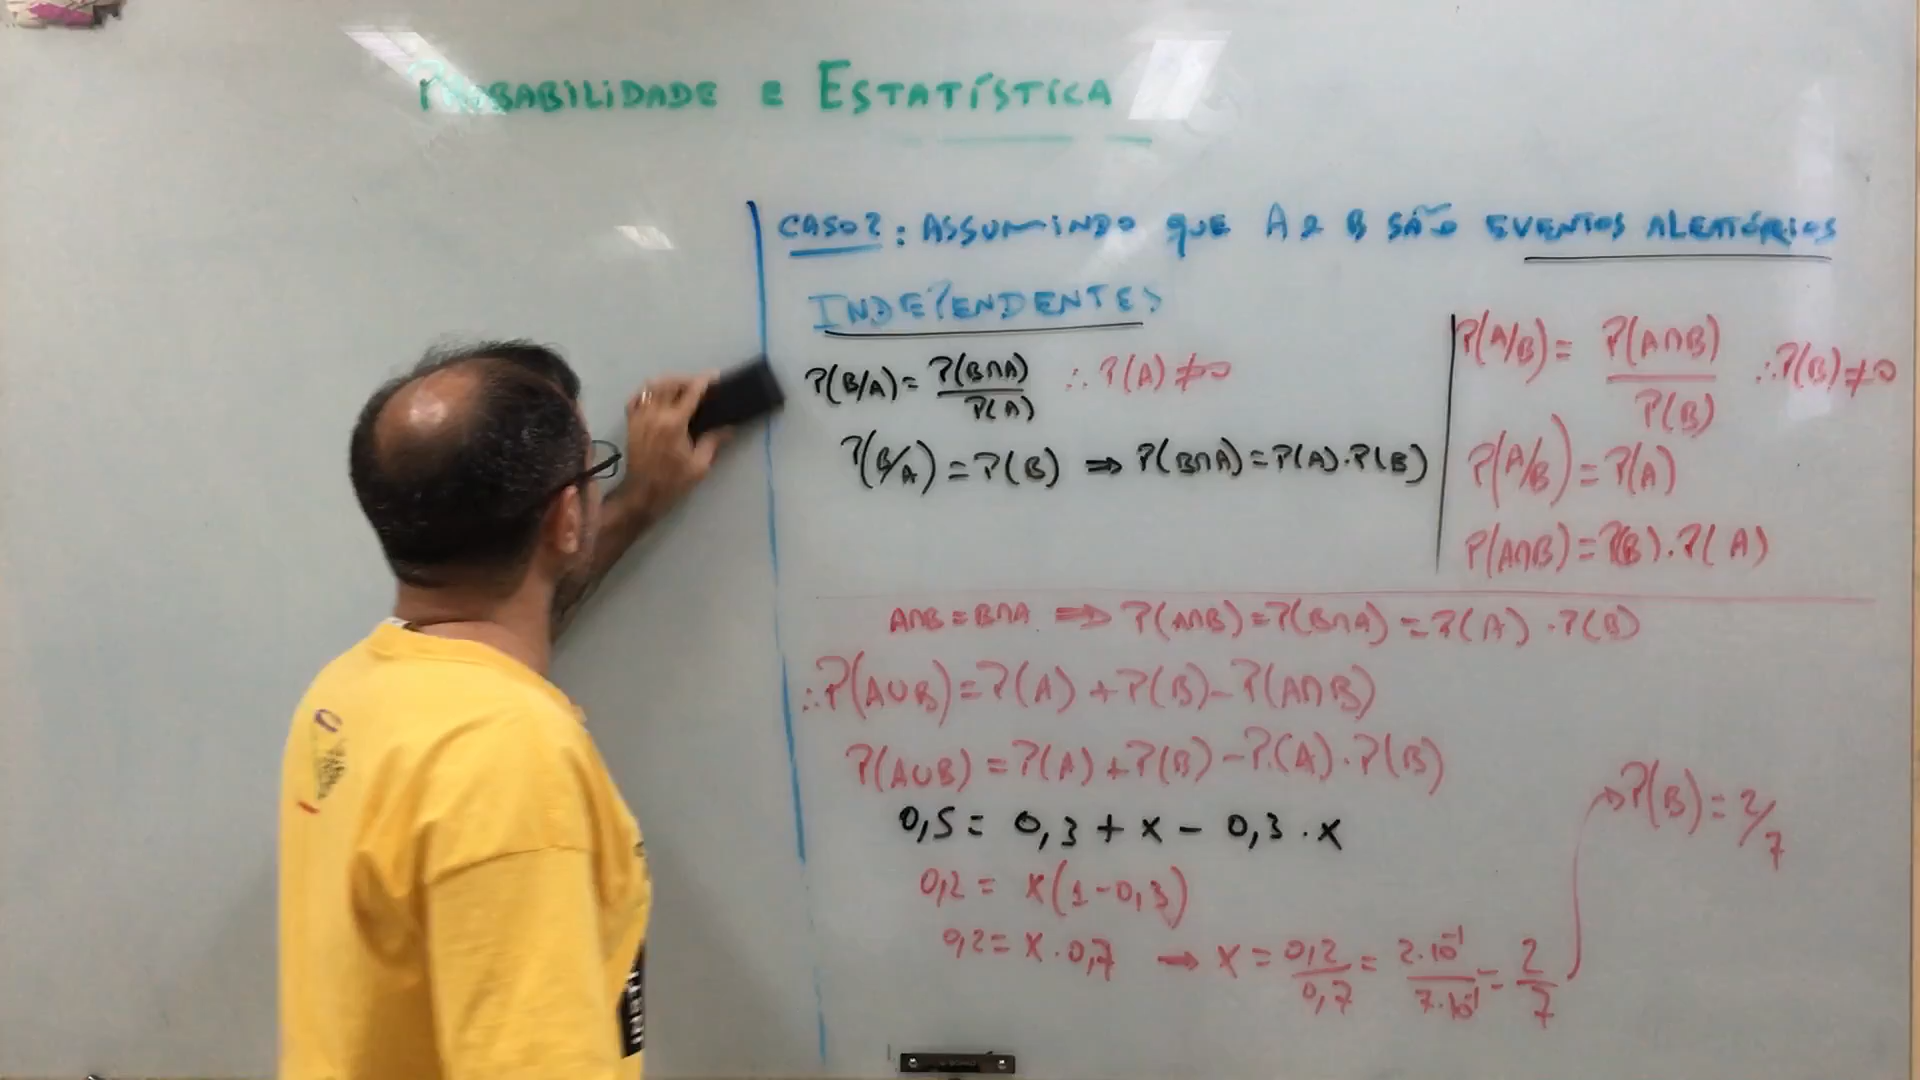 PROBABILIDADE E ESTATÍSTICA
CASO 2: ASSUMINDO QUE A e B SÃO EVENTOS ALEATÓRIOS
INDEPENDENTES
P(B/A) = P(B∩A)/P(A) ∴ P(A) ≠ 0
P(B/A) = P(B) ⇒ P(B∩A) = P(A).P(B)
P(A/B) = P(A∩B)/P(B) ∴ P(B) ≠ 0
P(A/B) = P(A)
P(A∩B) = P(B).P(A)
A∩B = B∩A ⇒ P(A∩B) = P(B∩A) = P(A) . P(B)
∴ P(A∪B) = P(A) + P(B) - P(A∩B)
P(A∪B) = P(A) + P(B) - P(A).P(B)
0,5 = 0,3 + x - 0,3 . x
0,2 = x(1-0,3)
0,2 = x . 0,7 → x = 0,2/0,7 = 2.10⁻¹/7.10⁻¹ = 2/7
→ P(B) = 2/7